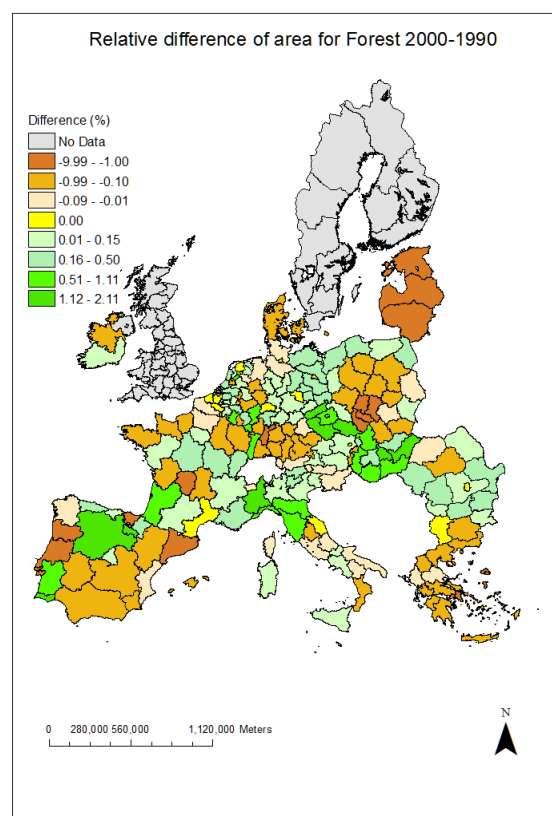 Relative difference of area for Forest 2000-1990
Difference (%)
No Data
-9.99 - -1.00
-0.99 - -0.10
-0.09 - -0.01
0.00
0.01 - 0.15
0.16 - 0.50
0.51 - 1.11
1.12 - 2.11
N
0 280,000 560,000 1,120,000 Meters